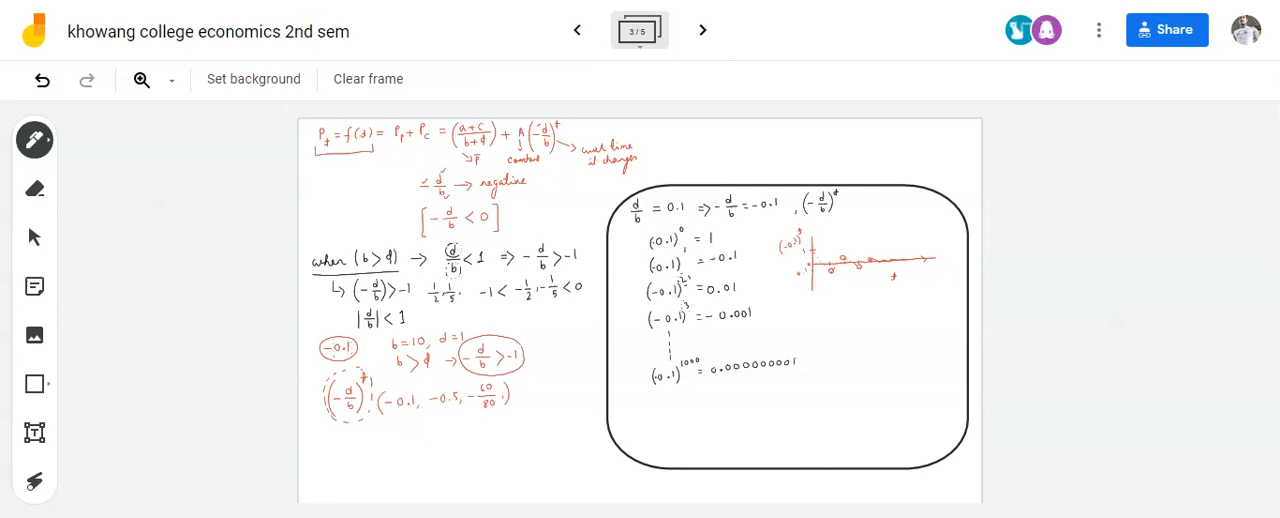 khowang college economics 2nd sem
3 / 5
Share
Set background
Clear frame
P_t = f(t) = P_p + P_c = (a+c / b+d) + A(-d/b)^t
→ p̄
constant
→ with time it changes
- d/b → negative
[-d/b < 0]
when (b > d) → (d/b) < 1 ⇒ -d/b > -1
↳ (-d/b) > -1 1/2, 1/5, -1 < -1/2, -1/5 < 0
|d/b| < 1
-0.1
b = 10, d = 1
b > d → -d/b > -1
(-d/b)^t (-0.1, -0.5, -60/80,)
d/b = 0.1 ⇒ -d/b = -0.1, (-d/b)^t
(-0.1)^0 = 1
(-0.1)^1 = -0.1
(-0.1)^2 = 0.01
(-0.1)^3 = -0.001
(-0.1)^1000 = 0.0000000001
(-0.1)^t
t